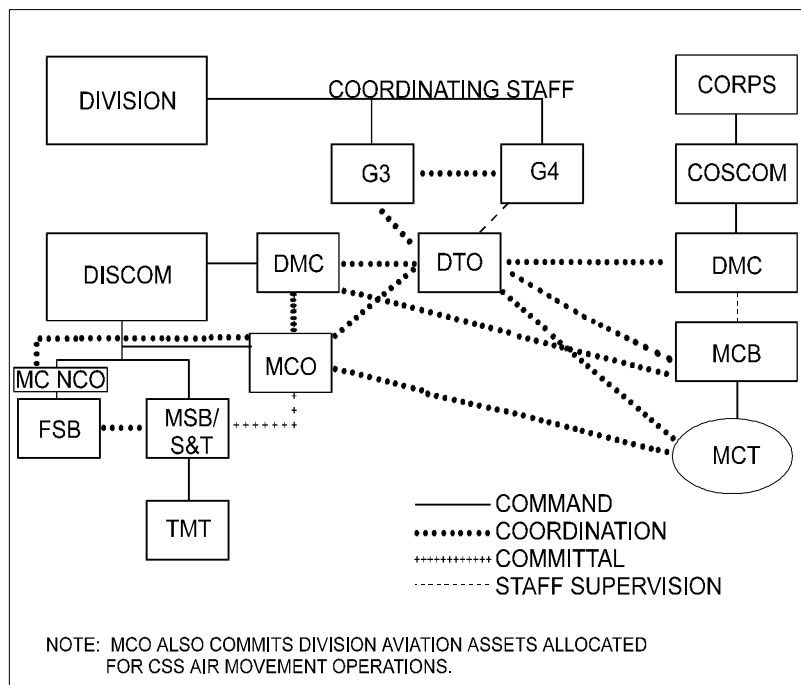 DIVISION
COORDINATING STAFF
CORPS
G3
G4
COSCOM
DISCOM
DMC
DTO
DMC
MCO
MCB
MC NCO
FSB
MSB/
S&T
MCT
TMT
COMMAND
COORDINATION
COMMITTAL
STAFF SUPERVISION
NOTE: MCO ALSO COMMITS DIVISION AVIATION ASSETS ALLOCATED
FOR CSS AIR MOVEMENT OPERATIONS.